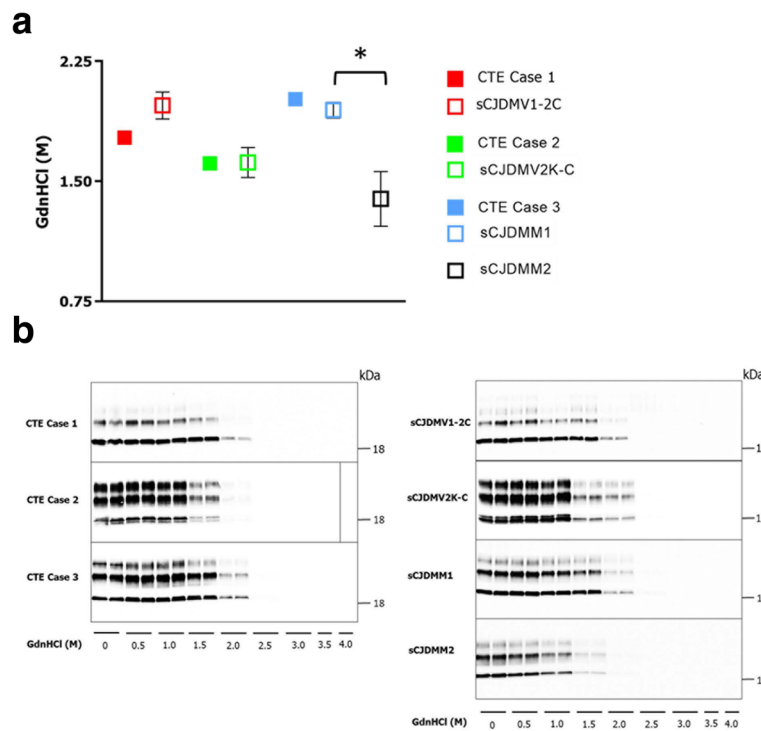 a
*
2.25
1.50
0.75
GdnHCl (M)
CTE Case 1
sCJDMV1-2C
CTE Case 2
sCJDMV2K-C
CTE Case 3
sCJDMM1
sCJDMM2
b
kDa
CTE Case 1
18
CTE Case 2
18
CTE Case 3
18
GdnHCl (M) 0 0.5 1.0 1.5 2.0 2.5 3.0 3.5 4.0
kDa
sCJDMV1-2C
sCJDMV2K-C
sCJDMM1
sCJDMM2
GdnHCl (M) 0 0.5 1.0 1.5 2.0 2.5 3.0 3.5 4.0